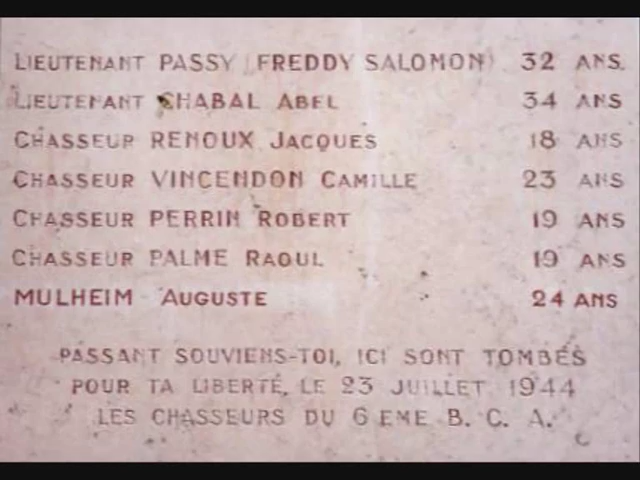 LIEUTENANT PASSY (FREDDY SALOMON) 32 ANS.
LIEUTENANT CHABAL ABEL 34 ANS
CHASSEUR RENOUX JACQUES 18 ANS
CHASSEUR VINCENDON CAMILLE 23 ANS
CHASSEUR PERRIN ROBERT 19 ANS
CHASSEUR PALME RAOUL 19 ANS
MULHEIM AUGUSTE 24 ANS
PASSANT SOUVIENS-TOI, ICI SONT TOMBÉS
POUR TA LIBERTÉ, LE 23 JUILLET 1944
LES CHASSEURS DU 6 EME B. C. A.